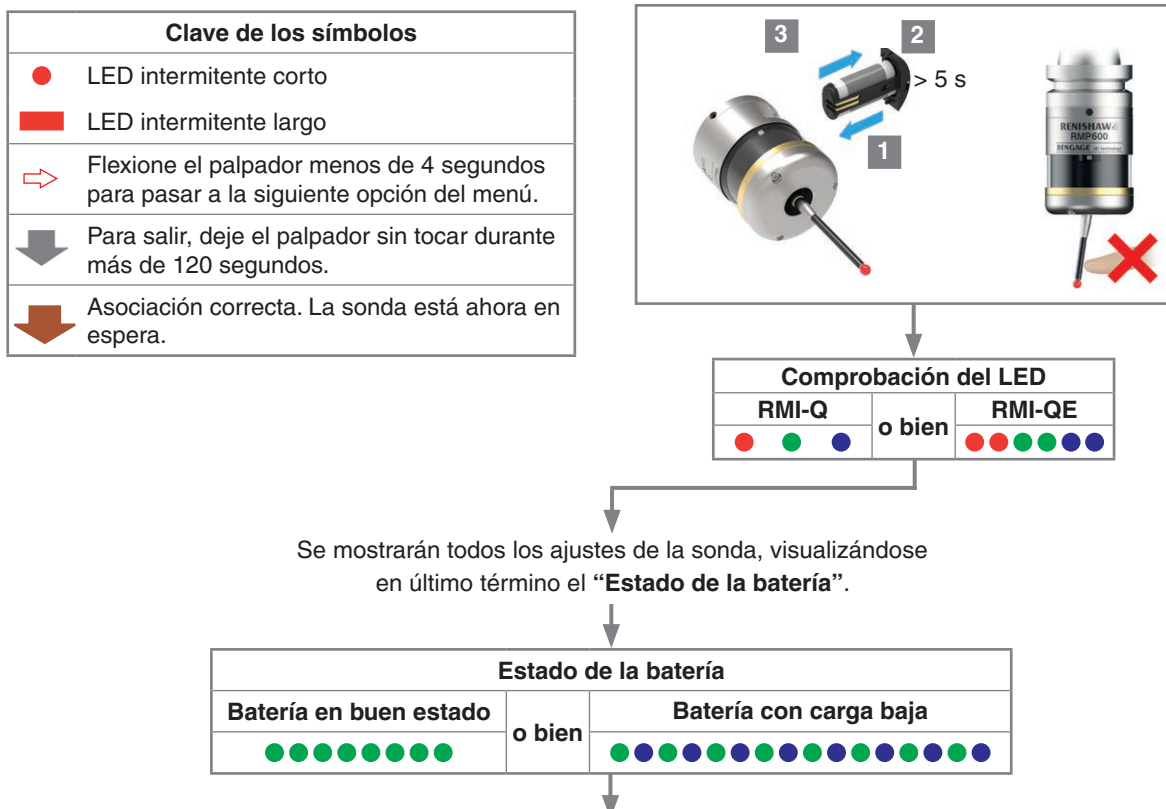 Clave de los símbolos
LED intermitente corto
LED intermitente largo
Flexione el palpador menos de 4 segundos
para pasar a la siguiente opción del menú.
Para salir, deje el palpador sin tocar durante
más de 120 segundos.
Asociación correcta. La sonda está ahora en
espera.
3
2
> 5 s
1
RENISHAW
RMP600
RENGAGE
Comprobación del LED
RMI-Q
o bien
RMI-QE
Se mostrarán todos los ajustes de la sonda, visualizándose
en último término el “Estado de la batería”.
Estado de la batería
Batería en buen estado
o bien
Batería con carga baja